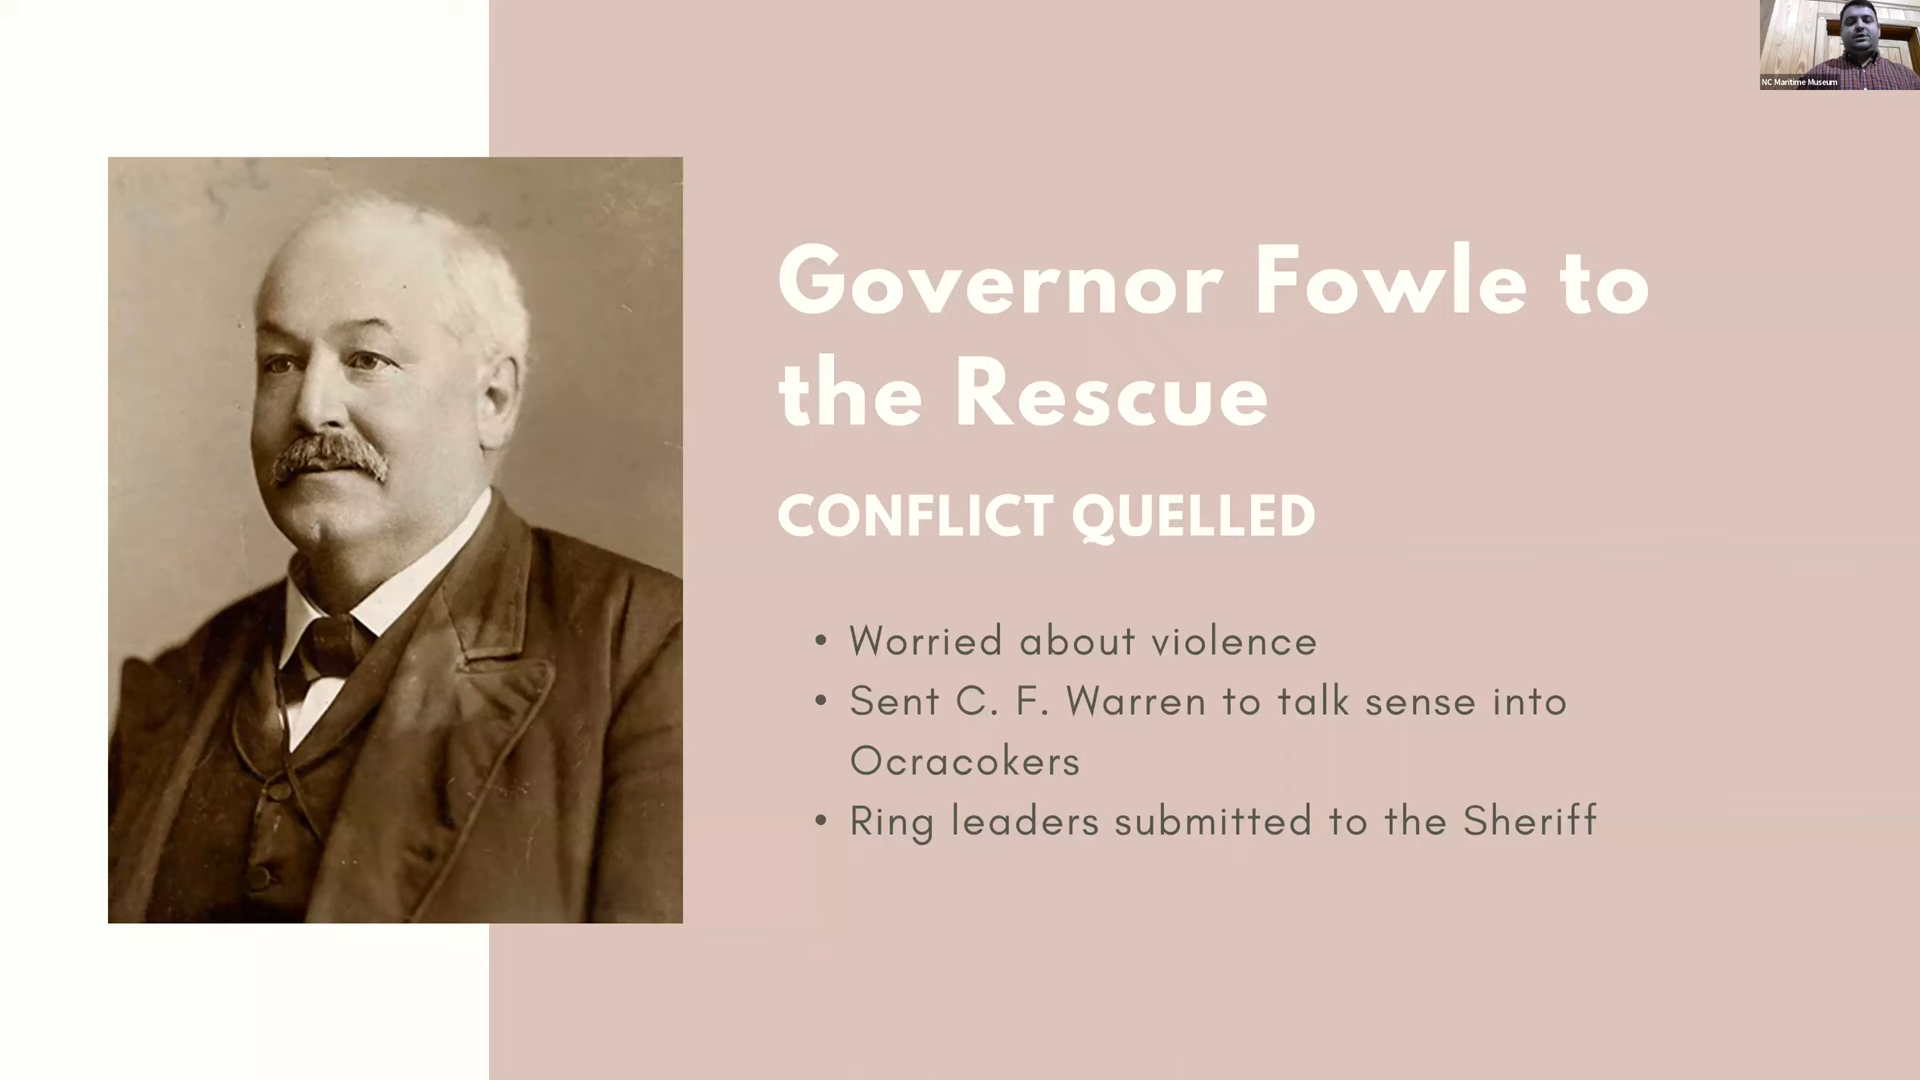 NC Maritime Museum
Governor Fowle to
the Rescue
CONFLICT QUELLED
• Worried about violence
• Sent C. F. Warren to talk sense into
Ocracokers
• Ring leaders submitted to the Sheriff